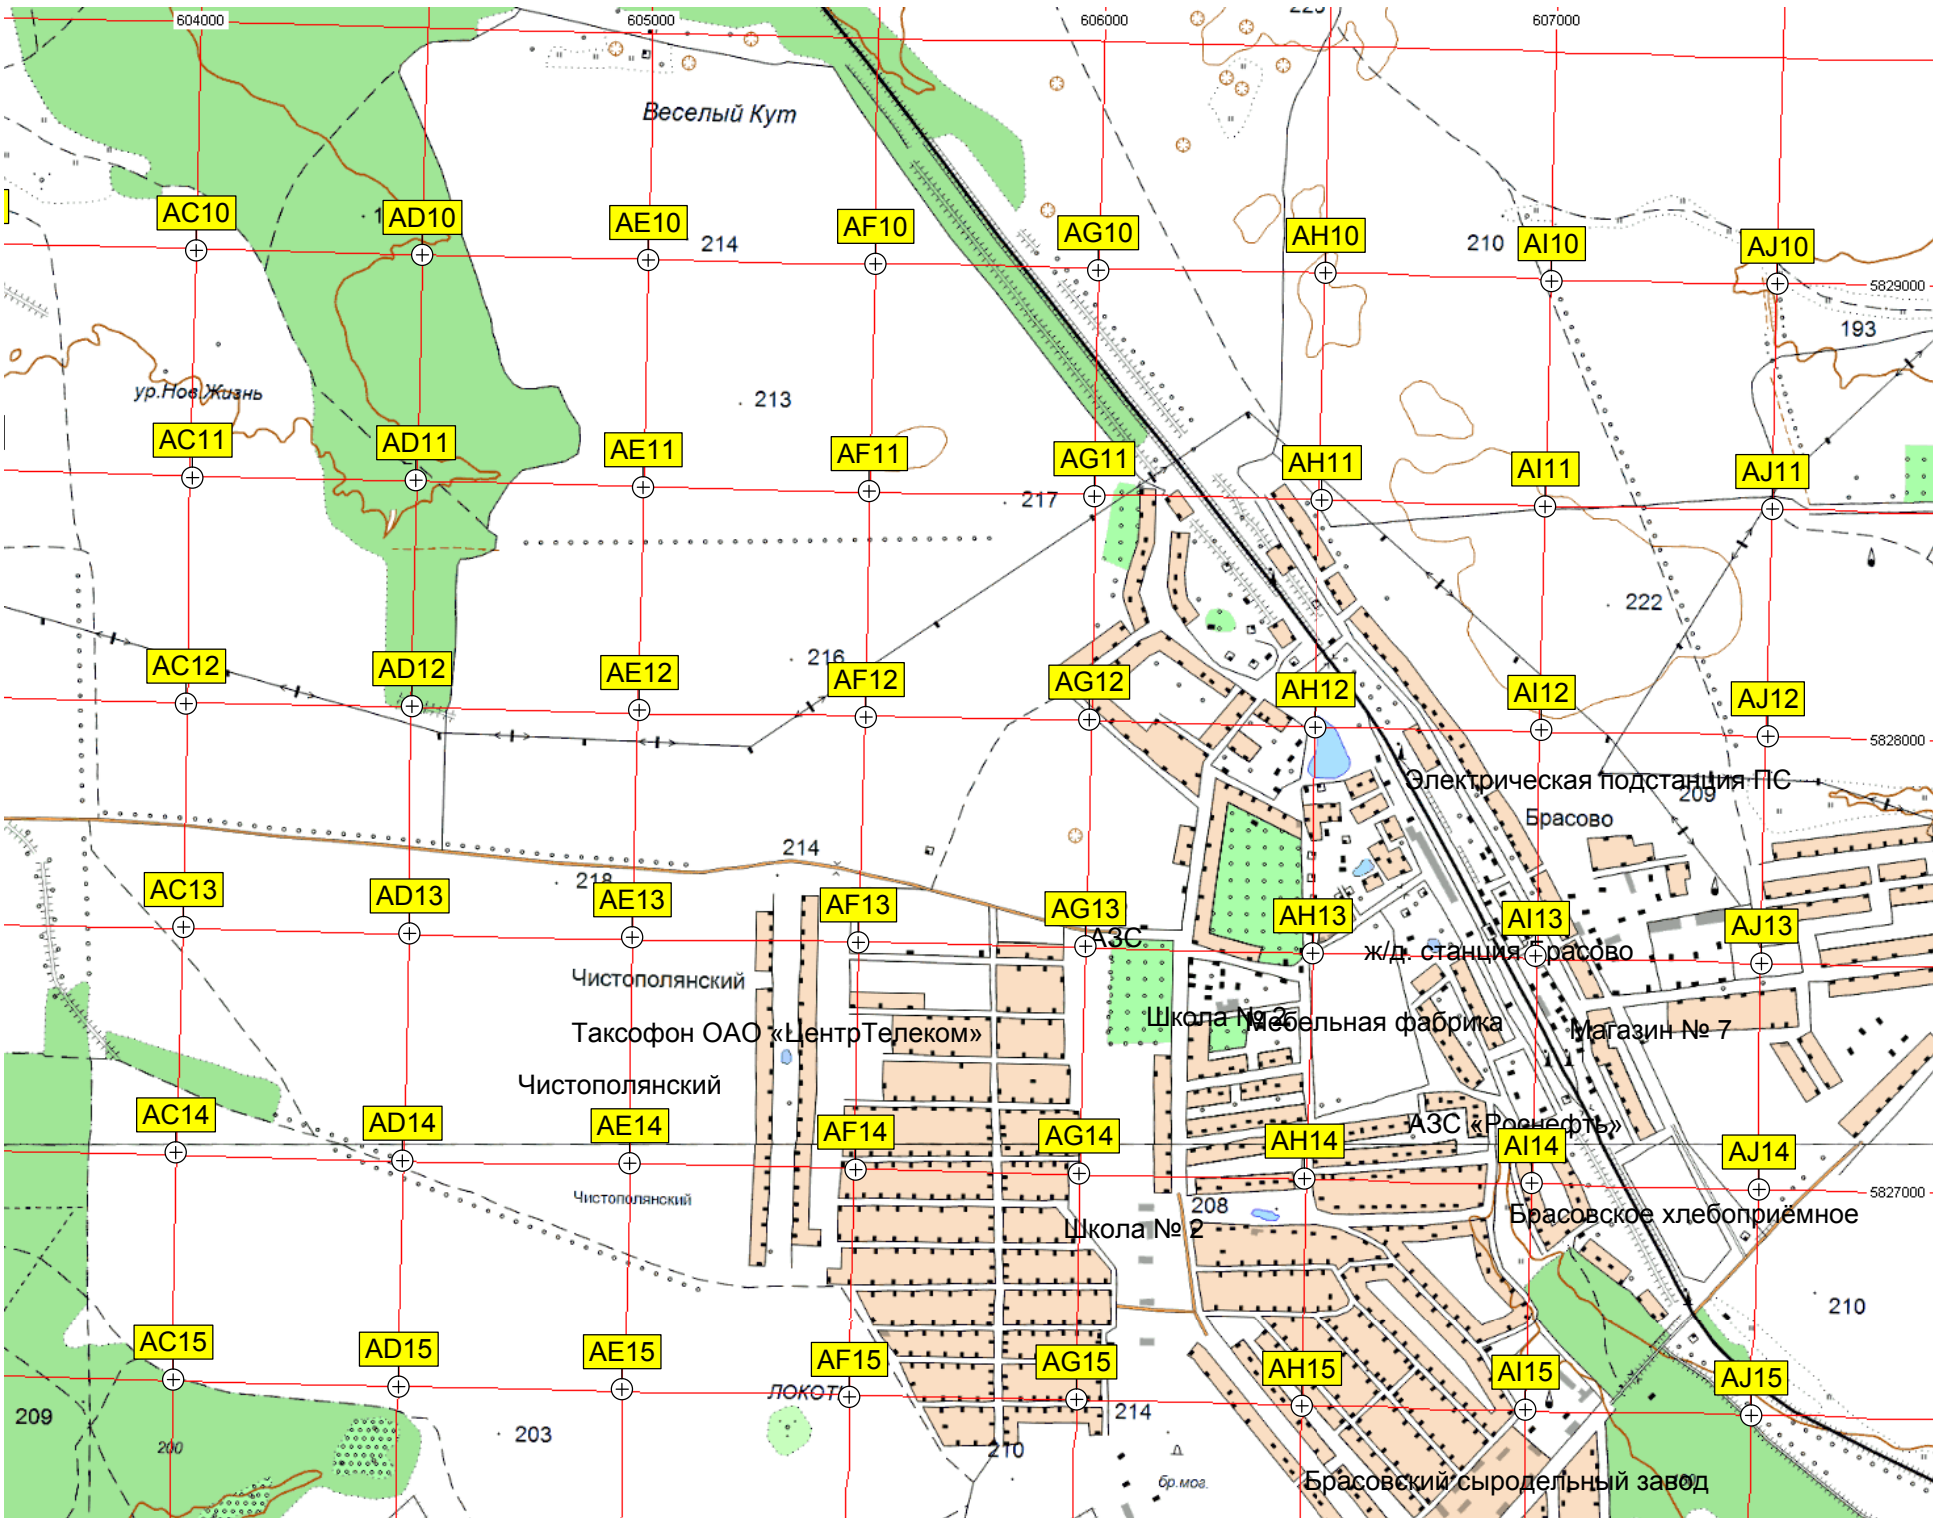 604000
605000
606000
607000
Веселый Кут
AC10
AD10
AE10
214
AF10
AG10
AH10
210
AI10
AJ10
5829000
193
ур.Нов.Жизнь
213
AC11
AD11
AE11
AF11
AG11
AH11
AI11
AJ11
217
222
216
AC12
AD12
AE12
AF12
AG12
AH12
AI12
AJ12
5828000
Электрическая подстанция ПС
209
Брасово
214
218
AC13
AD13
AE13
AF13
AG13
AH13
AI13
AJ13
АЗС
ж/д. станция Брасово
Чистополянский
Школа № 2
Мебельная фабрика
Магазин № 7
Таксофон ОАО «ЦентрТелеком»
Чистополянский
AC14
AD14
AE14
AF14
AG14
AH14
АЗС «Роснефть»
AI14
AJ14
5827000
Чистополянский
208
Школа № 2
Брасовское хлебоприёмное
210
AC15
AD15
AE15
AF15
AG15
AH15
AI15
AJ15
ЛОКОТЬ
209
200
203
214
210
бр.мог.
Брасовский сыродельный завод